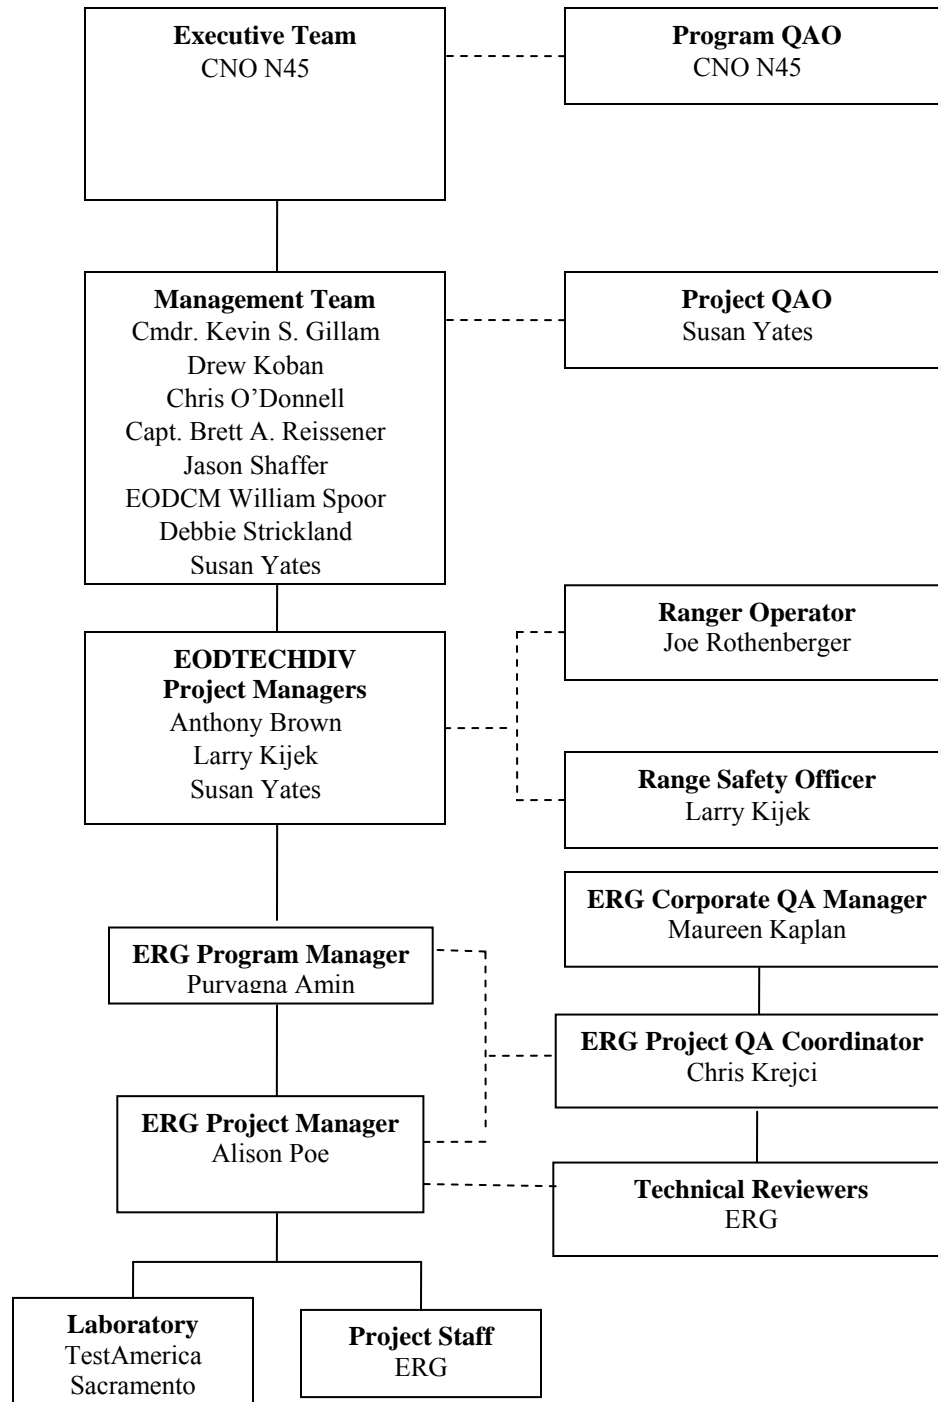 Executive Team
CNO N45
Program QAO
CNO N45
Management Team
Cmdr. Kevin S. Gillam
Drew Koban
Chris O’Donnell
Capt. Brett A. Reissener
Jason Shaffer
EODCM William Spoor
Debbie Strickland
Susan Yates
Project QAO
Susan Yates
EODTECHDIV
Project Managers
Anthony Brown
Larry Kijek
Susan Yates
Ranger Operator
Joe Rothenberger
Range Safety Officer
Larry Kijek
ERG Corporate QA Manager
Maureen Kaplan
ERG Program Manager
Purvagna Amin
ERG Project QA Coordinator
Chris Krejci
ERG Project Manager
Alison Poe
Technical Reviewers
ERG
Laboratory
TestAmerica
Sacramento
Project Staff
ERG